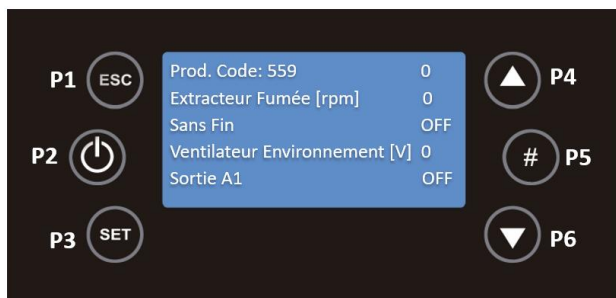 P1 ESC
P2
P3 SET
Prod. Code: 559 0
Extracteur Fumée [rpm] 0
Sans Fin OFF
Ventilateur Environnement [V] 0
Sortie A1 OFF
P4
# P5
P6